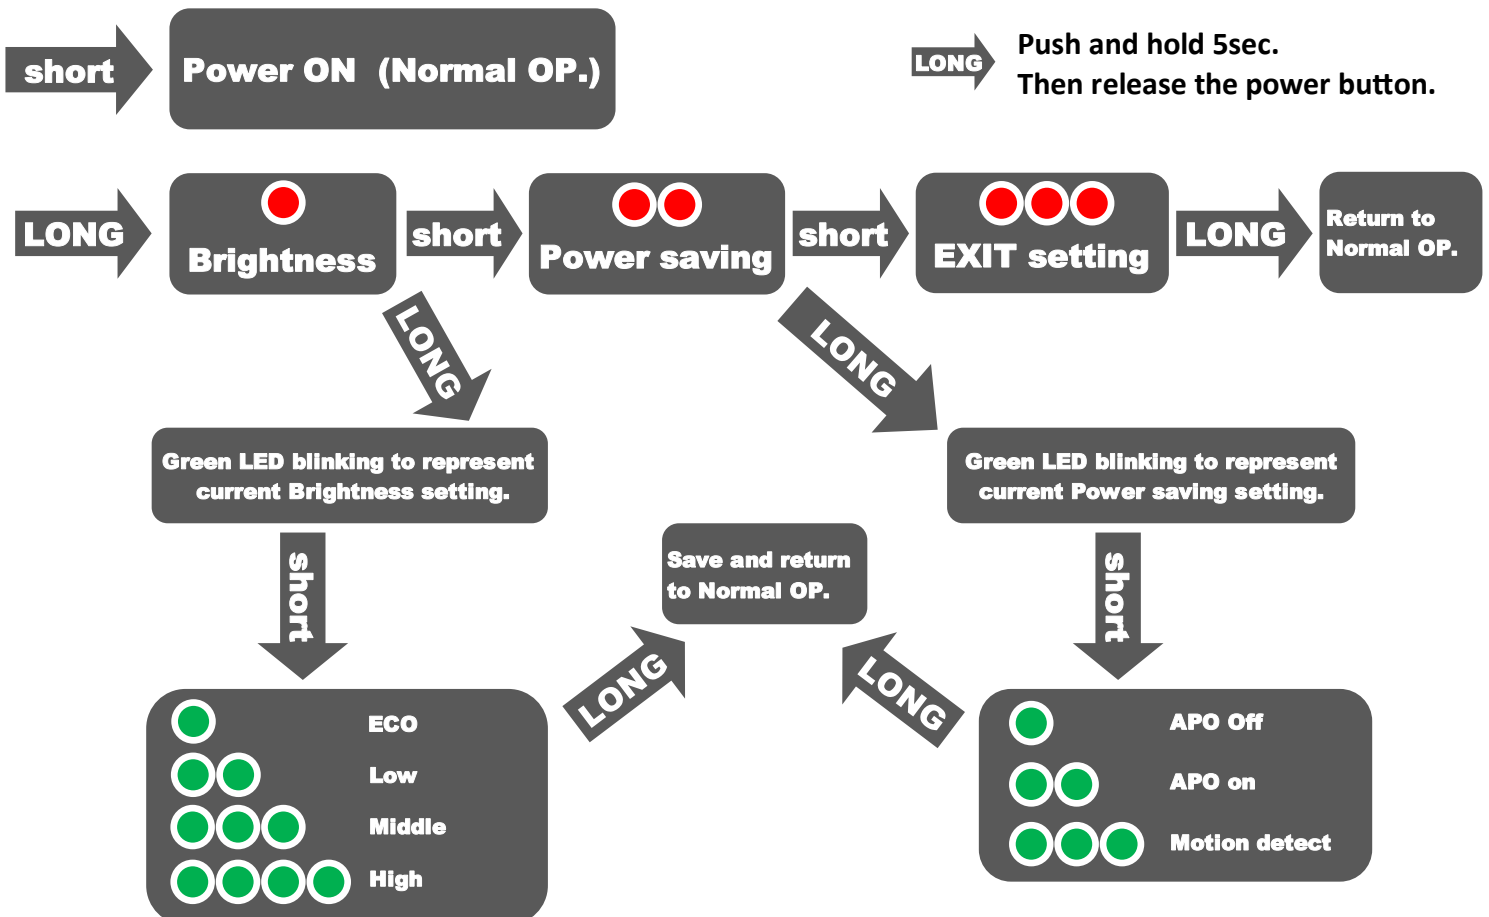 short
Power ON (Normal OP.)
LONG
Push and hold 5sec.
Then release the power button.
LONG
Brightness
short
Power saving
short
EXIT setting
LONG
Return to
Normal OP.
LONG
LONG
Green LED blinking to represent
current Brightness setting.
Green LED blinking to represent
current Power saving setting.
short
Save and return
to Normal OP.
short
LONG
LONG
ECO
Low
Middle
High
APO Off
APO on
Motion detect